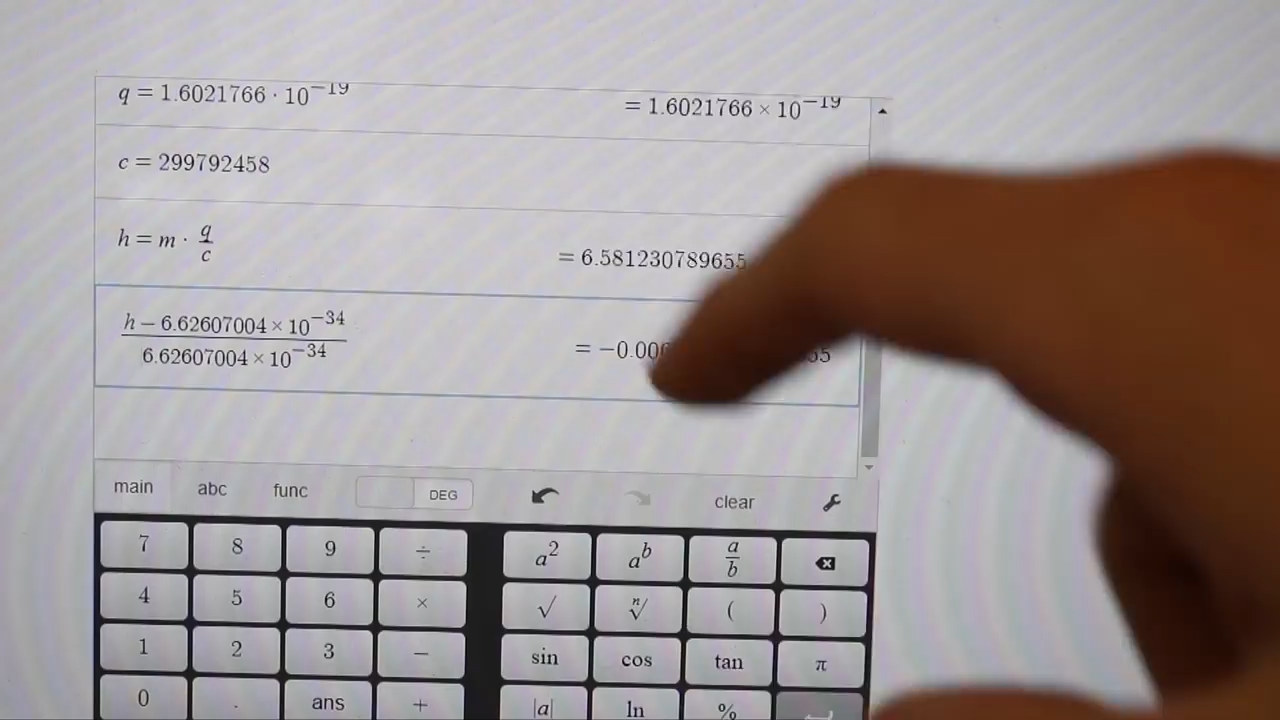 q = 1.6021766 · 10⁻¹⁹ = 1.6021766 × 10⁻¹⁹
c = 299792458
h = m · q/c = 6.581230789655
(h − 6.62607004 × 10⁻³⁴)/(6.62607004 × 10⁻³⁴) = −0.00
main abc func DEG clear
7 8 9 ÷ a² aᵇ a/b
4 5 6 × √ ⁿ√ ( )
1 2 3 − sin cos tan π
0 . ans + |a| ln %